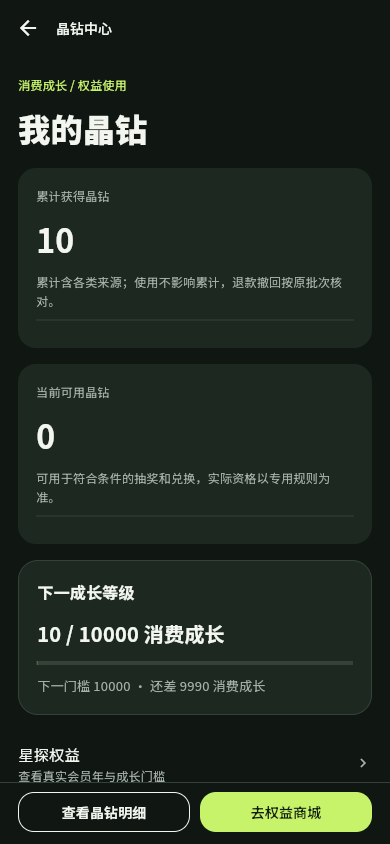 晶钻中心
消费成长 / 权益使用
我的晶钻
累计获得晶钻
10
累计含各类来源；使用不影响累计，退款撤回按原批次核
对。
当前可用晶钻
0
可用于符合条件的抽奖和兑换，实际资格以专用规则为
准。
下一成长等级
10 / 10000 消费成长
下一门槛 10000 · 还差 9990 消费成长
星探权益
查看真实会员年与成长门槛
查看晶钻明细
去权益商城